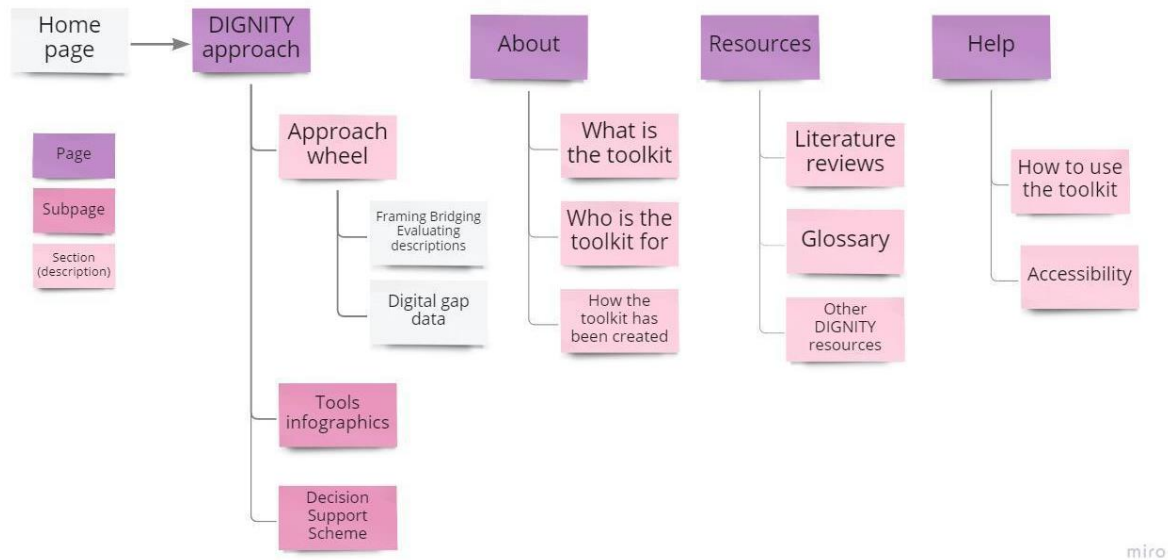 Home
page
DIGNITY
approach
About
Resources
Help
Page
Subpage
Section
(description)
Approach
wheel
Framing Bridging
Evaluating
descriptions
Digital gap
data
Tools
infographics
Decision
Support
Scheme
What is
the toolkit
Who is the
toolkit for
How the
toolkit has
been created
Literature
reviews
Glossary
Other
DIGNITY
resources
How to use
the toolkit
Accessibility
miro